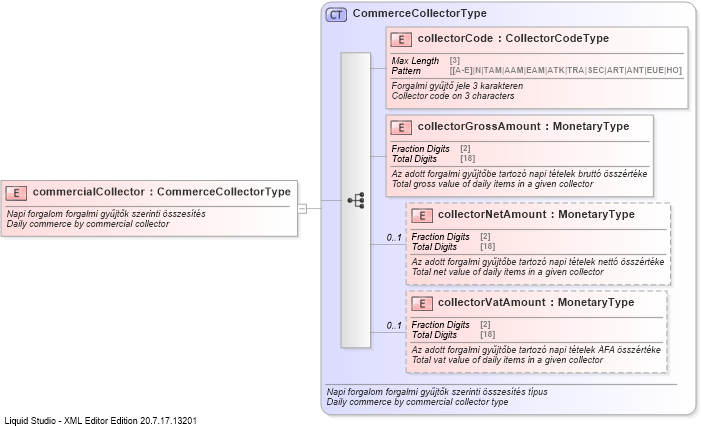 CT CommerceCollectorType
E collectorCode : CollectorCodeType
Max Length [3]
Pattern [[A-E]|N|TAM|AAM|EAM|ATK|TRA|SEC|ART|ANT|EUE|HO]
Forgalmi gyűjtő jele 3 karakteren
Collector code on 3 characters
E collectorGrossAmount : MonetaryType
Fraction Digits [2]
Total Digits [18]
Az adott forgalmi gyűjtőbe tartozó napi tételek bruttó összértéke
Total gross value of daily items in a given collector
E commercialCollector : CommerceCollectorType
Napi forgalom forgalmi gyűjtők szerinti összesítés
Daily commerce by commercial collector
0..1
E collectorNetAmount : MonetaryType
Fraction Digits [2]
Total Digits [18]
Az adott forgalmi gyűjtőbe tartozó napi tételek nettó összértéke
Total net value of daily items in a given collector
0..1
E collectorVatAmount : MonetaryType
Fraction Digits [2]
Total Digits [18]
Az adott forgalmi gyűjtőbe tartozó napi tételek ÁFA összértéke
Total vat value of daily items in a given collector
Napi forgalom forgalmi gyűjtők szerinti összesítés típus
Daily commerce by commercial collector type
Liquid Studio - XML Editor Edition 20.7.17.13201